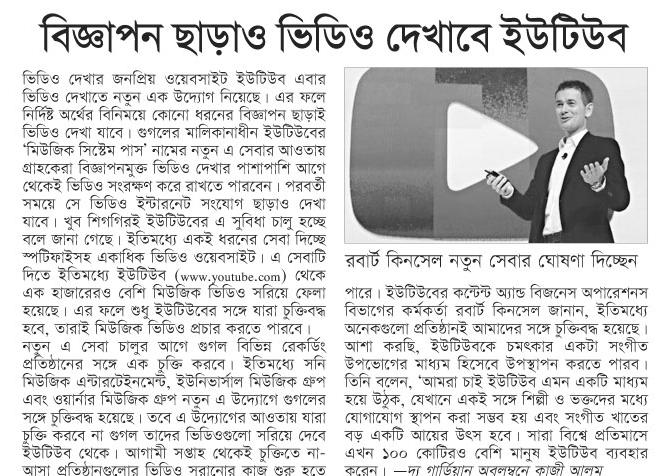 বিজ্ঞাপন ছাড়াও ভিডিও দেখাবে ইউটিউব
ভিডিও দেখার জনপ্রিয় ওয়েবসাইট ইউটিউব এবার
ভিডিও দেখাতে নতুন এক উদ্যোগ নিয়েছে। এর ফলে
নির্দিষ্ট অর্থের বিনিময়ে কোনো ধরনের বিজ্ঞাপন ছাড়াই
ভিডিও দেখা যাবে। গুগলের মালিকানাধীন ইউটিউবের
‘মিউজিক সিস্টেম পাস’ নামের নতুন এ সেবার আওতায়
গ্রাহকেরা বিজ্ঞাপনমুক্ত ভিডিও দেখার পাশাপাশি আগে
থেকেই ভিডিও সংরক্ষণ করে রাখতে পারবেন। পরবর্তী
সময়ে সে ভিডিও ইন্টারনেট সংযোগ ছাড়াও দেখা
যাবে। খুব শিগগিরই ইউটিউবের এ সুবিধা চালু হচ্ছে
বলে জানা গেছে। ইতিমধ্যে একই ধরনের সেবা দিচ্ছে
স্পটিফাইসহ একাধিক ভিডিও ওয়েবসাইট। এ সেবাটি
দিতে ইতিমধ্যে ইউটিউব (www.youtube.com) থেকে
এক হাজারেরও বেশি মিউজিক ভিডিও সরিয়ে ফেলা
হয়েছে। এর ফলে শুধু ইউটিউবের সঙ্গে যারা চুক্তিবদ্ধ
হবে, তারাই মিউজিক ভিডিও প্রচার করতে পারবে।
নতুন এ সেবা চালুর আগে গুগল বিভিন্ন রেকর্ডিং
প্রতিষ্ঠানের সঙ্গে এক চুক্তি করবে। ইতিমধ্যে সনি
মিউজিক এন্টারটেইনমেন্ট, ইউনিভার্সাল মিউজিক গ্রুপ
এবং ওয়ার্নার মিউজিক গ্রুপ নতুন এ উদ্যোগে গুগলের
সঙ্গে চুক্তিবদ্ধ হয়েছে। তবে এ উদ্যোগের আওতায় যারা
চুক্তি করবে না গুগল তাদের ভিডিওগুলো সরিয়ে দেবে
ইউটিউব থেকে। আগামী সপ্তাহ থেকেই চুক্তিতে না-
আসা প্রতিষ্ঠানগুলোর ভিডিও সরানোর কাজ শুরু হতে
রবার্ট কিনসেল নতুন সেবার ঘোষণা দিচ্ছেন
পারে। ইউটিউবের কন্টেন্ট অ্যান্ড বিজনেস অপারেশনস
বিভাগের কর্মকর্তা রবার্ট কিনসেল জানান, ইতিমধ্যে
অনেকগুলো প্রতিষ্ঠানই আমাদের সঙ্গে চুক্তিবদ্ধ হয়েছে।
আশা করছি, ইউটিউবকে চমৎকার একটা সংগীত
উপভোগের মাধ্যম হিসেবে উপস্থাপন করতে পারব।
তিনি বলেন, ‘আমরা চাই ইউটিউব এমন একটি মাধ্যম
হয়ে উঠুক, যেখানে একই সঙ্গে শিল্পী ও ভক্তদের মধ্যে
যোগাযোগ স্থাপন করা সম্ভব হয় এবং সংগীত খাতের
বড় একটি আয়ের উৎস হবে। সারা বিশ্বে প্রতিমাসে
এখন ১০০ কোটিরও বেশি মানুষ ইউটিউব ব্যবহার
করেন। —দ্য গার্ডিয়ান অবলম্বনে কাজী আলম